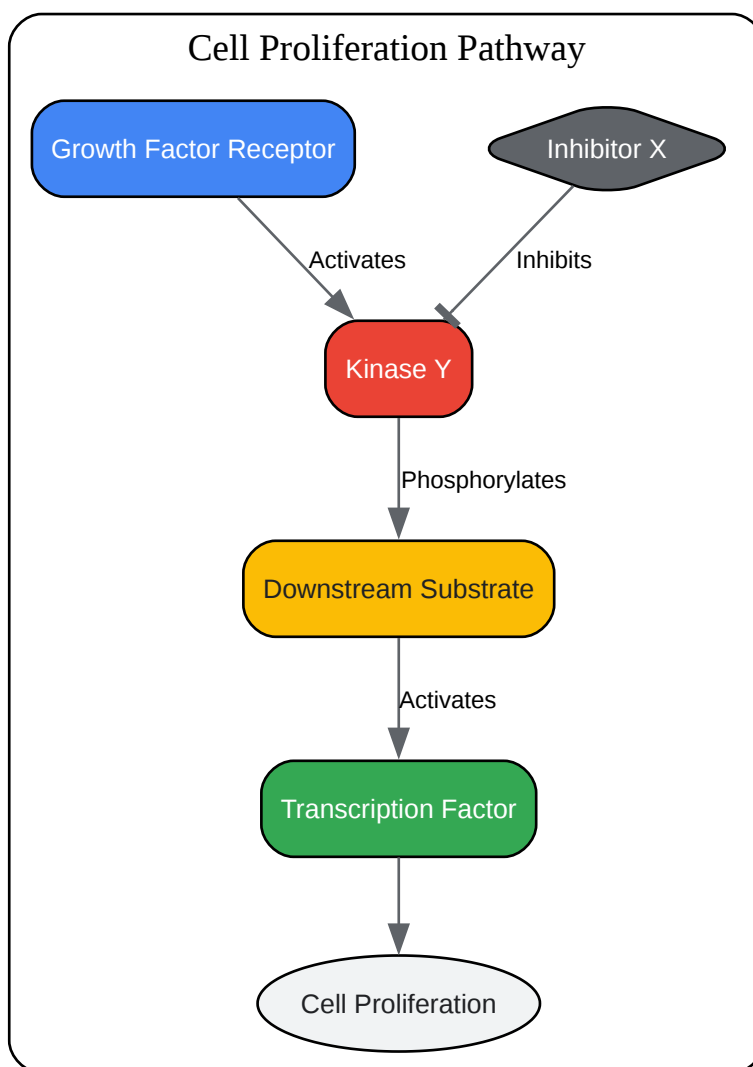 Cell Proliferation Pathway
Growth Factor Receptor
Inhibitor X
Activates
Inhibits
Kinase Y
Phosphorylates
Downstream Substrate
Activates
Transcription Factor
Cell Proliferation